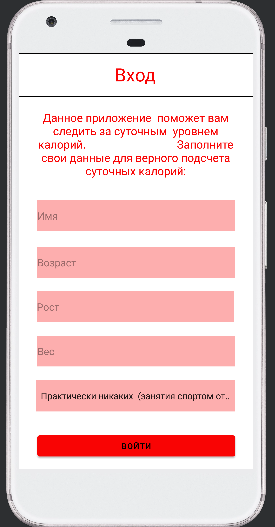 Вход
Данное приложение поможет вам
следить за суточным уровнем
калорий. Заполните
свои данные для верного подсчета
суточных калорий:
Имя
Возраст
Рост
Вес
Практически никаких (занятия спортом от..
ВОЙТИ